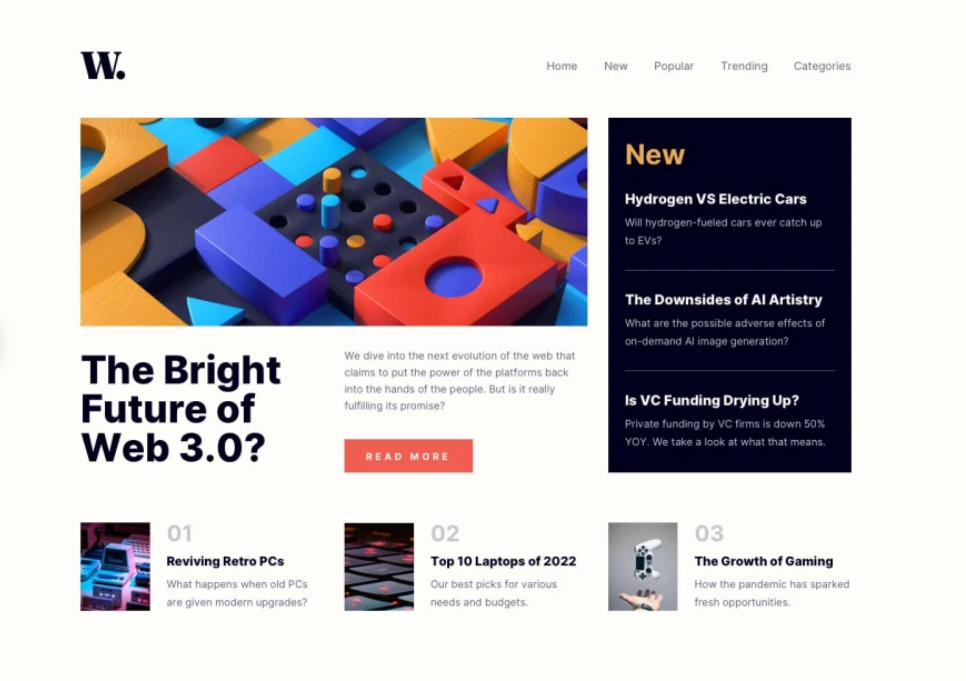 W.
Home New Popular Trending Categories
The Bright
Future of
Web 3.0?
We dive into the next evolution of the web that
claims to put the power of the platforms back
into the hands of the people. But is it really
fulfilling its promise?
READ MORE
New
Hydrogen VS Electric Cars
Will hydrogen-fueled cars ever catch up
to EVs?
The Downsides of AI Artistry
What are the possible adverse effects of
on-demand AI image generation?
Is VC Funding Drying Up?
Private funding by VC firms is down 50%
YOY. We take a look at what that means.
01
Reviving Retro PCs
What happens when old PCs
are given modern upgrades?
02
Top 10 Laptops of 2022
Our best picks for various
needs and budgets.
03
The Growth of Gaming
How the pandemic has sparked
fresh opportunities.